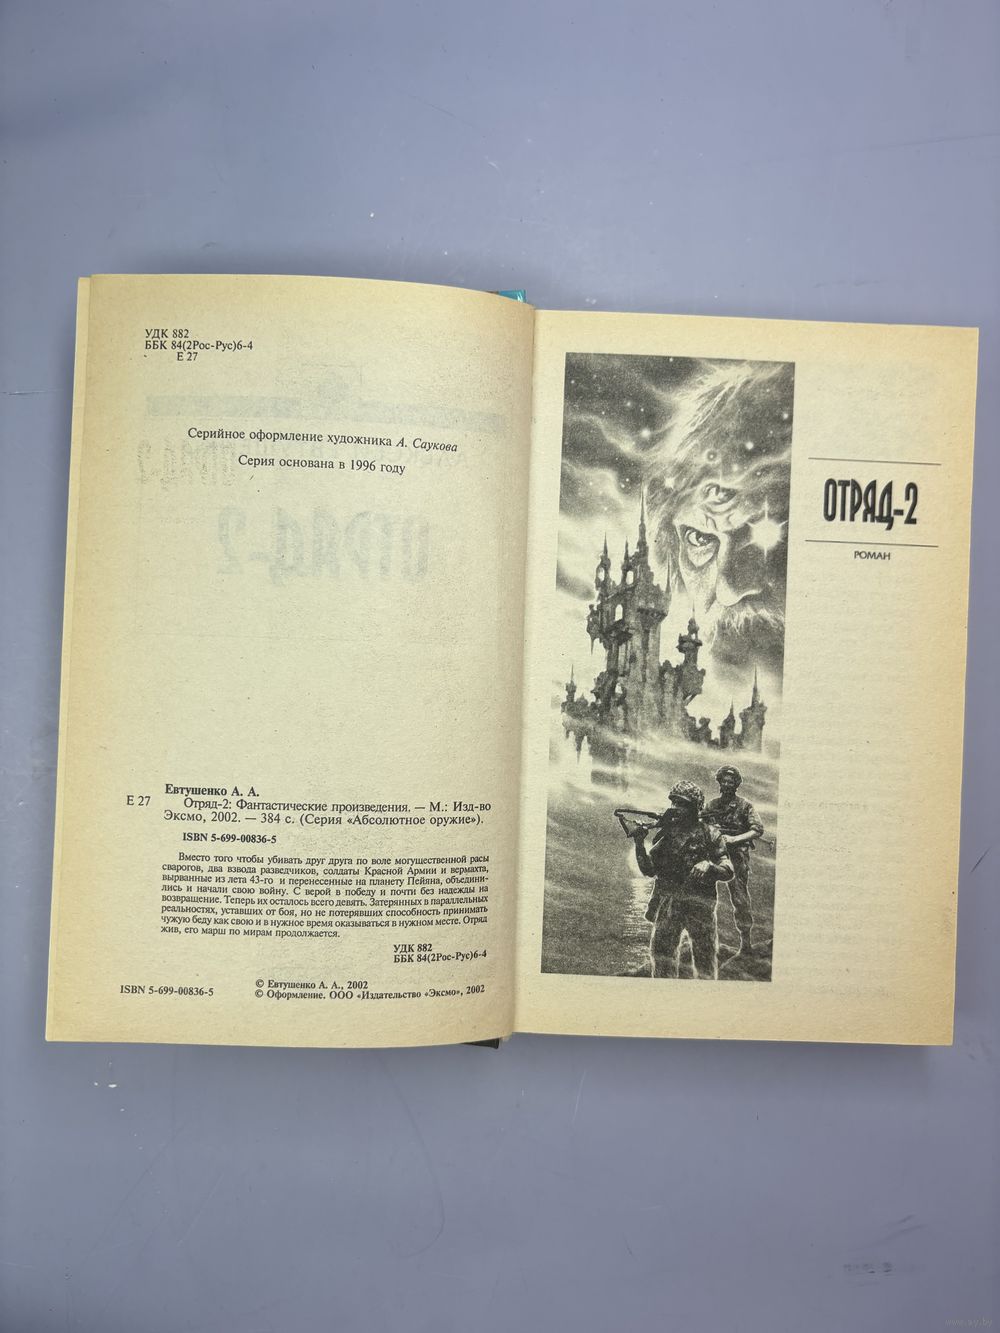 УДК 882
ББК 84(2Рос-Рус)6-4
Е 27
Серийное оформление художника А. Саукова
Серия основана в 1996 году
Евтушенко А. А.
Е 27 Отряд-2: Фантастические произведения. — М.: Изд-во
Эксмо, 2002. — 384 с. (Серия «Абсолютное оружие»).
ISBN 5-699-00836-5
Вместо того чтобы убивать друг друга по воле могущественной расы
сварогов, два взвода разведчиков, солдаты Красной Армии и вермахта,
вырванные из лета 43-го и перенесенные на планету Пейяна, объедини-
лись и начали свою войну. С верой в победу и почти без надежды на
возвращение. Теперь их осталось всего девять. Затерянных в параллельных
реальностях, уставших от боя, но не потерявших способность принимать
чужую беду как свою и в нужное время оказываться в нужном месте. Отряд
жив, его марш по мирам продолжается.
УДК 882
ББК 84(2Рос-Рус)6-4
ISBN 5-699-00836-5
© Евтушенко А. А., 2002
© Оформление. ООО «Издательство «Эксмо», 2002
ОТРЯД-2
РОМАН
www.ay.by